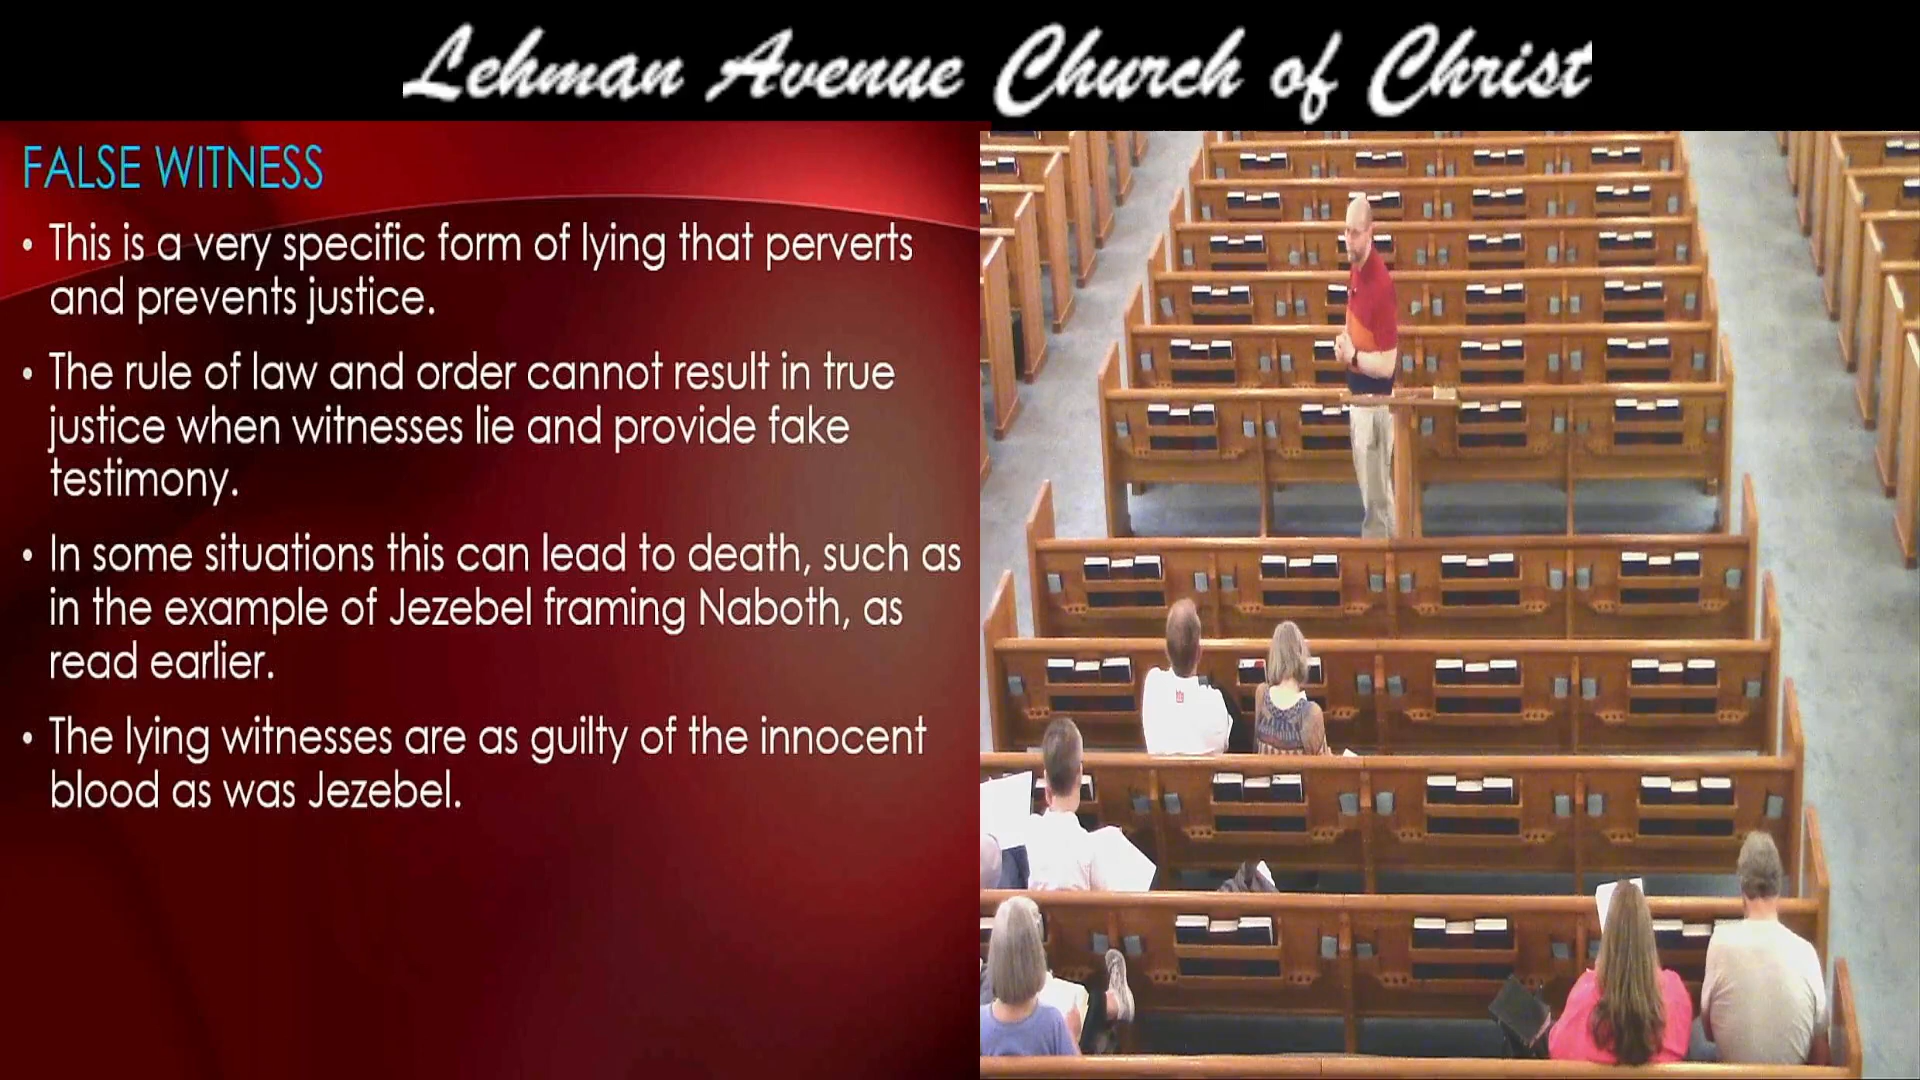 Lehman Avenue Church of Christ
FALSE WITNESS
• This is a very specific form of lying that perverts
and prevents justice.
• The rule of law and order cannot result in true
justice when witnesses lie and provide fake
testimony.
• In some situations this can lead to death, such as
in the example of Jezebel framing Naboth, as
read earlier.
• The lying witnesses are as guilty of the innocent
blood as was Jezebel.